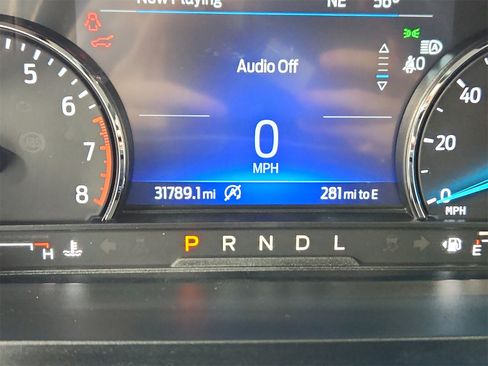 Now Playing NE 56°
Audio Off
0
MPH
31789.1 mi 281 mi to E
5
6
7
8
40
20
0
MPH
H P R N D L E